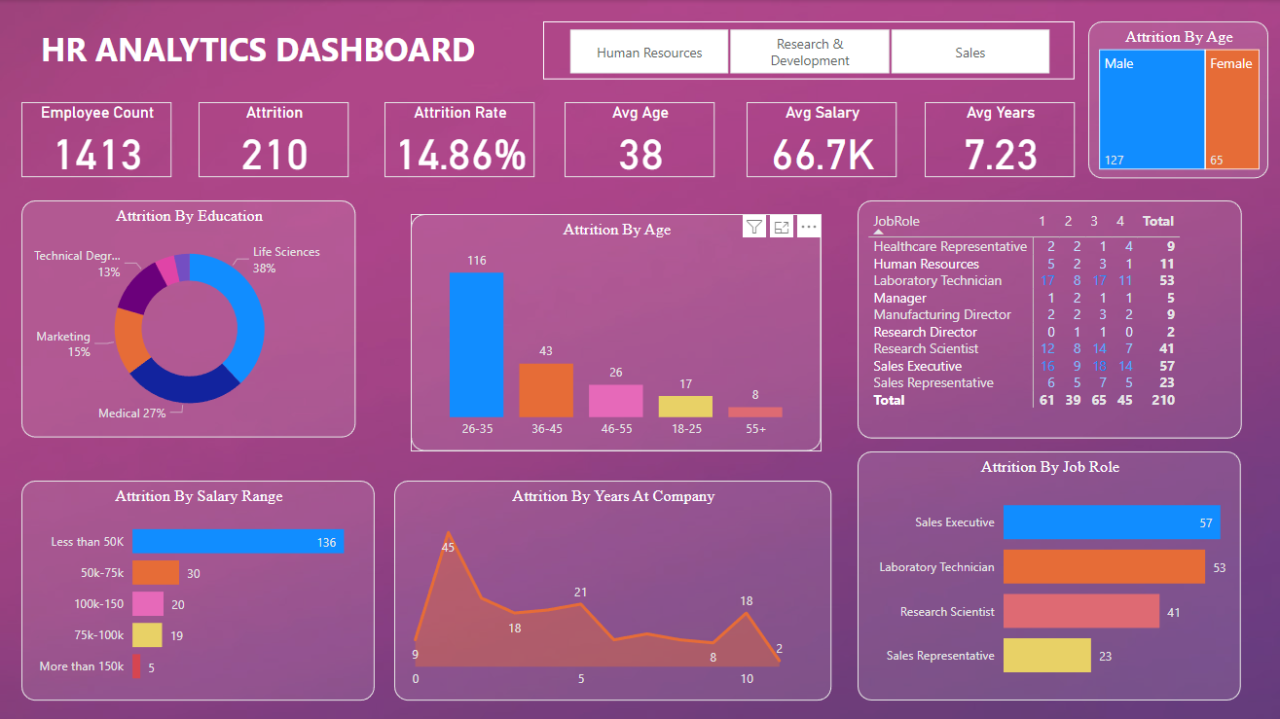 HR ANALYTICS DASHBOARD
Human Resources
Research &
Development
Sales
Attrition By Age
Male
Female
127
65
Employee Count
1413
Attrition
210
Attrition Rate
14.86%
Avg Age
38
Avg Salary
66.7K
Avg Years
7.23
Attrition By Education
Life Sciences
38%
Technical Degr...
13%
Marketing
15%
Medical 27%
Attrition By Age
116
43
26
17
8
26-35 36-45 46-55 18-25 55+
JobRole 1 2 3 4 Total
Healthcare Representative 2 2 1 4 9
Human Resources 5 2 3 1 11
Laboratory Technician 17 8 17 11 53
Manager 1 2 1 1 5
Manufacturing Director 2 2 3 2 9
Research Director 0 1 1 0 2
Research Scientist 12 8 14 7 41
Sales Executive 16 9 18 14 57
Sales Representative 6 5 7 5 23
Total 61 39 65 45 210
Attrition By Salary Range
Less than 50K 136
50k-75k 30
100k-150 20
75k-100k 19
More than 150k 5
Attrition By Years At Company
45
21
18
18
9
8
2
0 5 10
Attrition By Job Role
Sales Executive 57
Laboratory Technician 53
Research Scientist 41
Sales Representative 23